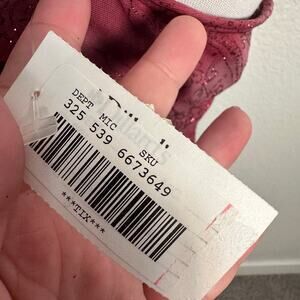 Dillard's
DEPT MIC SKU
325 539 6673649
***TIX***